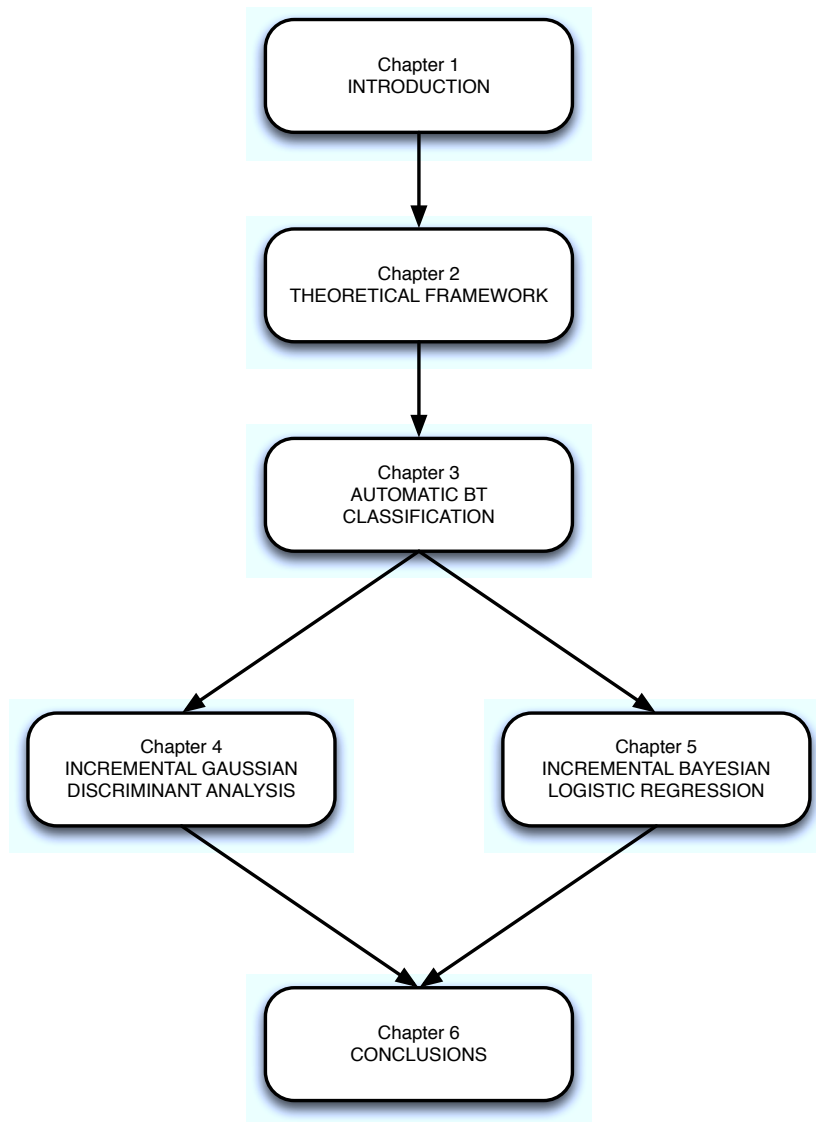 Chapter 1
INTRODUCTION
Chapter 2
THEORETICAL FRAMEWORK
Chapter 3
AUTOMATIC BT
CLASSIFICATION
Chapter 4
INCREMENTAL GAUSSIAN
DISCRIMINANT ANALYSIS
Chapter 5
INCREMENTAL BAYESIAN
LOGISTIC REGRESSION
Chapter 6
CONCLUSIONS